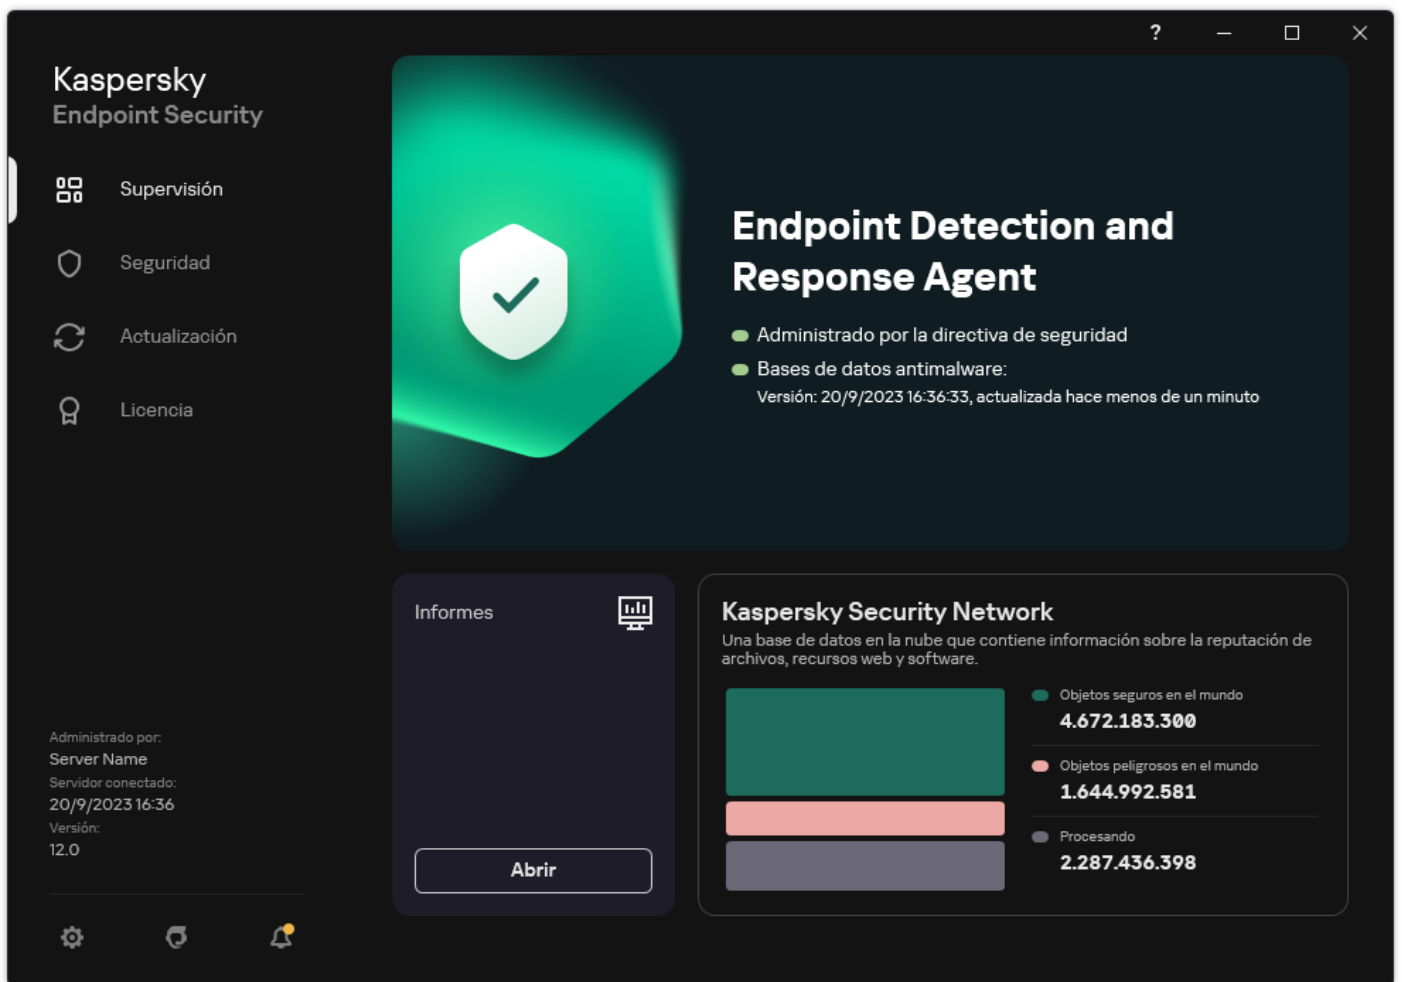 ?
Kaspersky
Endpoint Security
Supervisión
Seguridad
Actualización
Licencia
Endpoint Detection and
Response Agent
Administrado por la directiva de seguridad
Bases de datos antimalware:
Versión: 20/9/2023 16:36:33, actualizada hace menos de un minuto
Informes
Abrir
Kaspersky Security Network
Una base de datos en la nube que contiene información sobre la reputación de
archivos, recursos web y software.
Objetos seguros en el mundo
4.672.183.300
Objetos peligrosos en el mundo
1.644.992.581
Procesando
2.287.436.398
Administrado por:
Server Name
Servidor conectado:
20/9/2023 16:36
Versión:
12.0